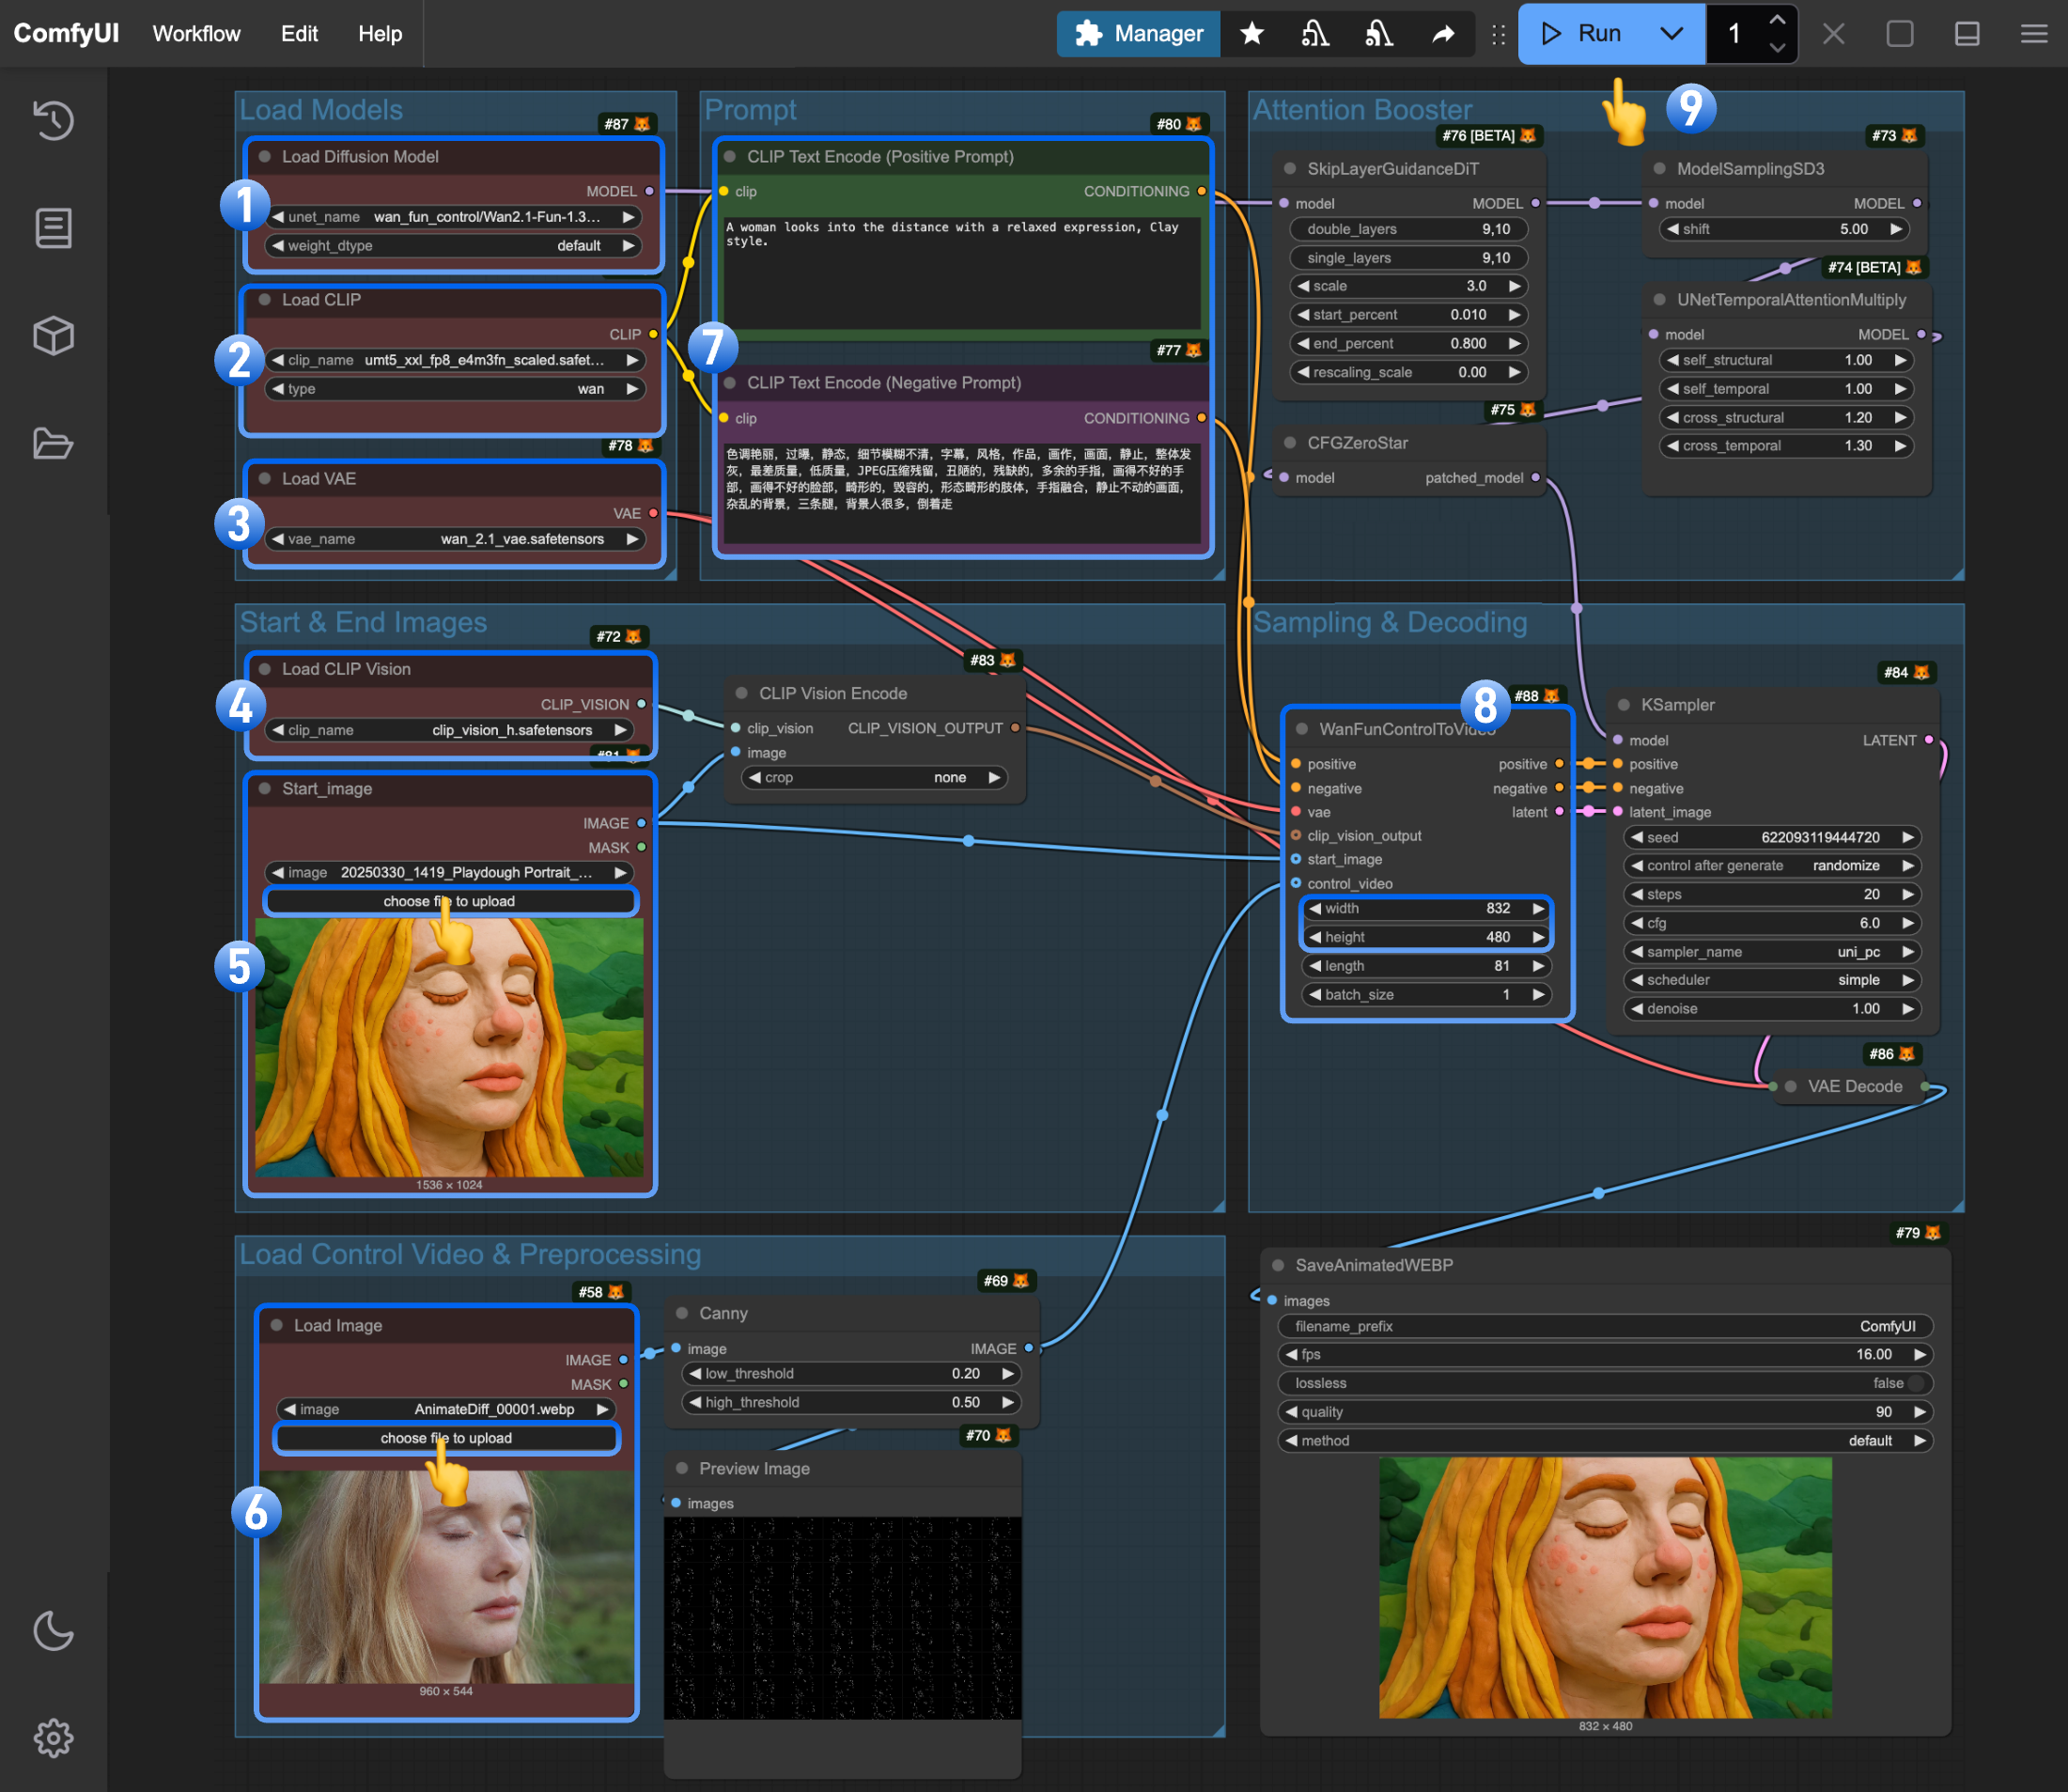 ComfyUI Workflow Edit Help
Manager
Run 1
Load Models
#87
Load Diffusion Model
MODEL
unet_name wan_fun_control/Wan2.1-Fun-1.3...
weight_dtype default
1
Load CLIP
CLIP
clip_name umt5_xxl_fp8_e4m3fn_scaled.safet...
type wan
2
#78
Load VAE
VAE
vae_name wan_2.1_vae.safetensors
3
Prompt
#80
CLIP Text Encode (Positive Prompt)
clip CONDITIONING
A woman looks into the distance with a relaxed expression, Clay
style.
7
#77
CLIP Text Encode (Negative Prompt)
clip CONDITIONING
色调艳丽，过曝，静态，细节模糊不清，字幕，风格，作品，画作，画面，静止，整体发
灰，最差质量，低质量，JPEG压缩残留，丑陋的，残缺的，多余的手指，画得不好的手
部，画得不好的脸部，畸形的，毁容的，形态畸形的肢体，手指融合，静止不动的画面，
杂乱的背景，三条腿，背景人很多，倒着走
Attention Booster
9
#76 [BETA]
SkipLayerGuidanceDiT
model MODEL
double_layers 9,10
single_layers 9,10
scale 3.0
start_percent 0.010
end_percent 0.800
rescaling_scale 0.00
#73
ModelSamplingSD3
model MODEL
shift 5.00
#74 [BETA]
UNetTemporalAttentionMultiply
model MODEL
self_structural 1.00
self_temporal 1.00
cross_structural 1.20
cross_temporal 1.30
#75
CFGZeroStar
model patched_model
Start & End Images
#72
Load CLIP Vision
CLIP_VISION
clip_name clip_vision_h.safetensors
4
#81
Start_image
IMAGE
MASK
image 20250330_1419_Playdough Portrait_...
choose file to upload
5
1536 × 1024
#83
CLIP Vision Encode
clip_vision CLIP_VISION_OUTPUT
image
crop none
Sampling & Decoding
8
#88
WanFunControlToVideo
positive positive
negative negative
vae latent
clip_vision_output
start_image
control_video
width 832
height 480
length 81
batch_size 1
#84
KSampler
model LATENT
positive
negative
latent_image
seed 622093119444720
control after generate randomize
steps 20
cfg 6.0
sampler_name uni_pc
scheduler simple
denoise 1.00
#86
VAE Decode
Load Control Video & Preprocessing
#58
Load Image
IMAGE
MASK
image AnimateDiff_00001.webp
choose file to upload
6
960 × 544
#69
Canny
image IMAGE
low_threshold 0.20
high_threshold 0.50
#70
Preview Image
images
#79
SaveAnimatedWEBP
images
filename_prefix ComfyUI
fps 16.00
lossless false
quality 90
method default
832 × 480